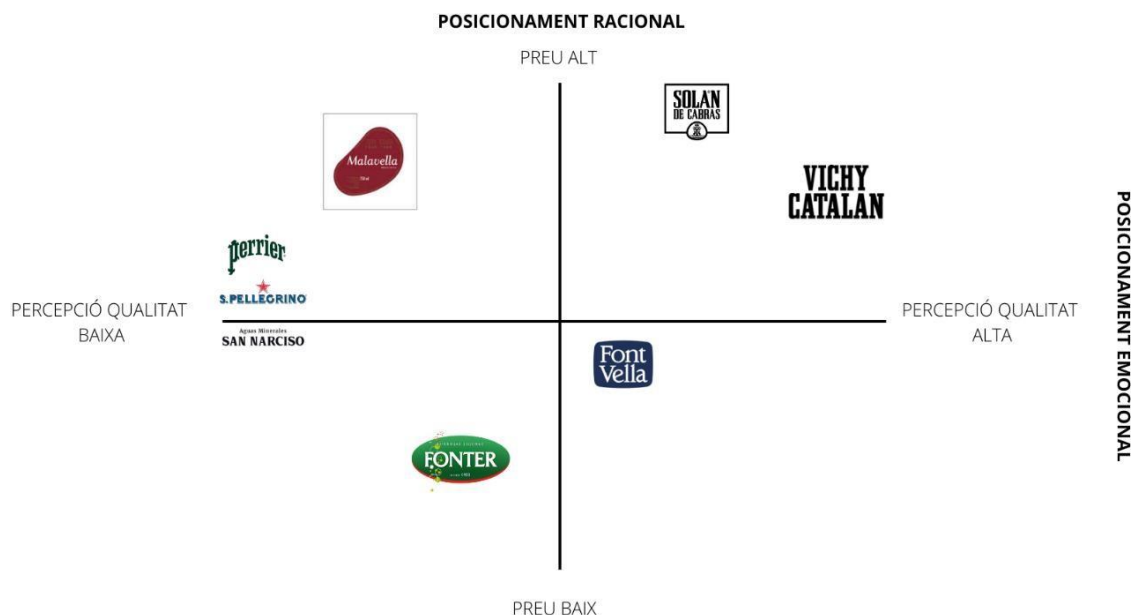 POSICIONAMENT RACIONAL
PREU ALT
SOLÁN
DE CABRAS
Malavella
VICHY
CATALAN
perrier
S.PELLEGRINO
PERCEPCIÓ QUALITAT
BAIXA
PERCEPCIÓ QUALITAT
ALTA
POSICIONAMENT EMOCIONAL
Aguas Minerales
SAN NARCISO
Font
Vella
FONTER
PREU BAIX